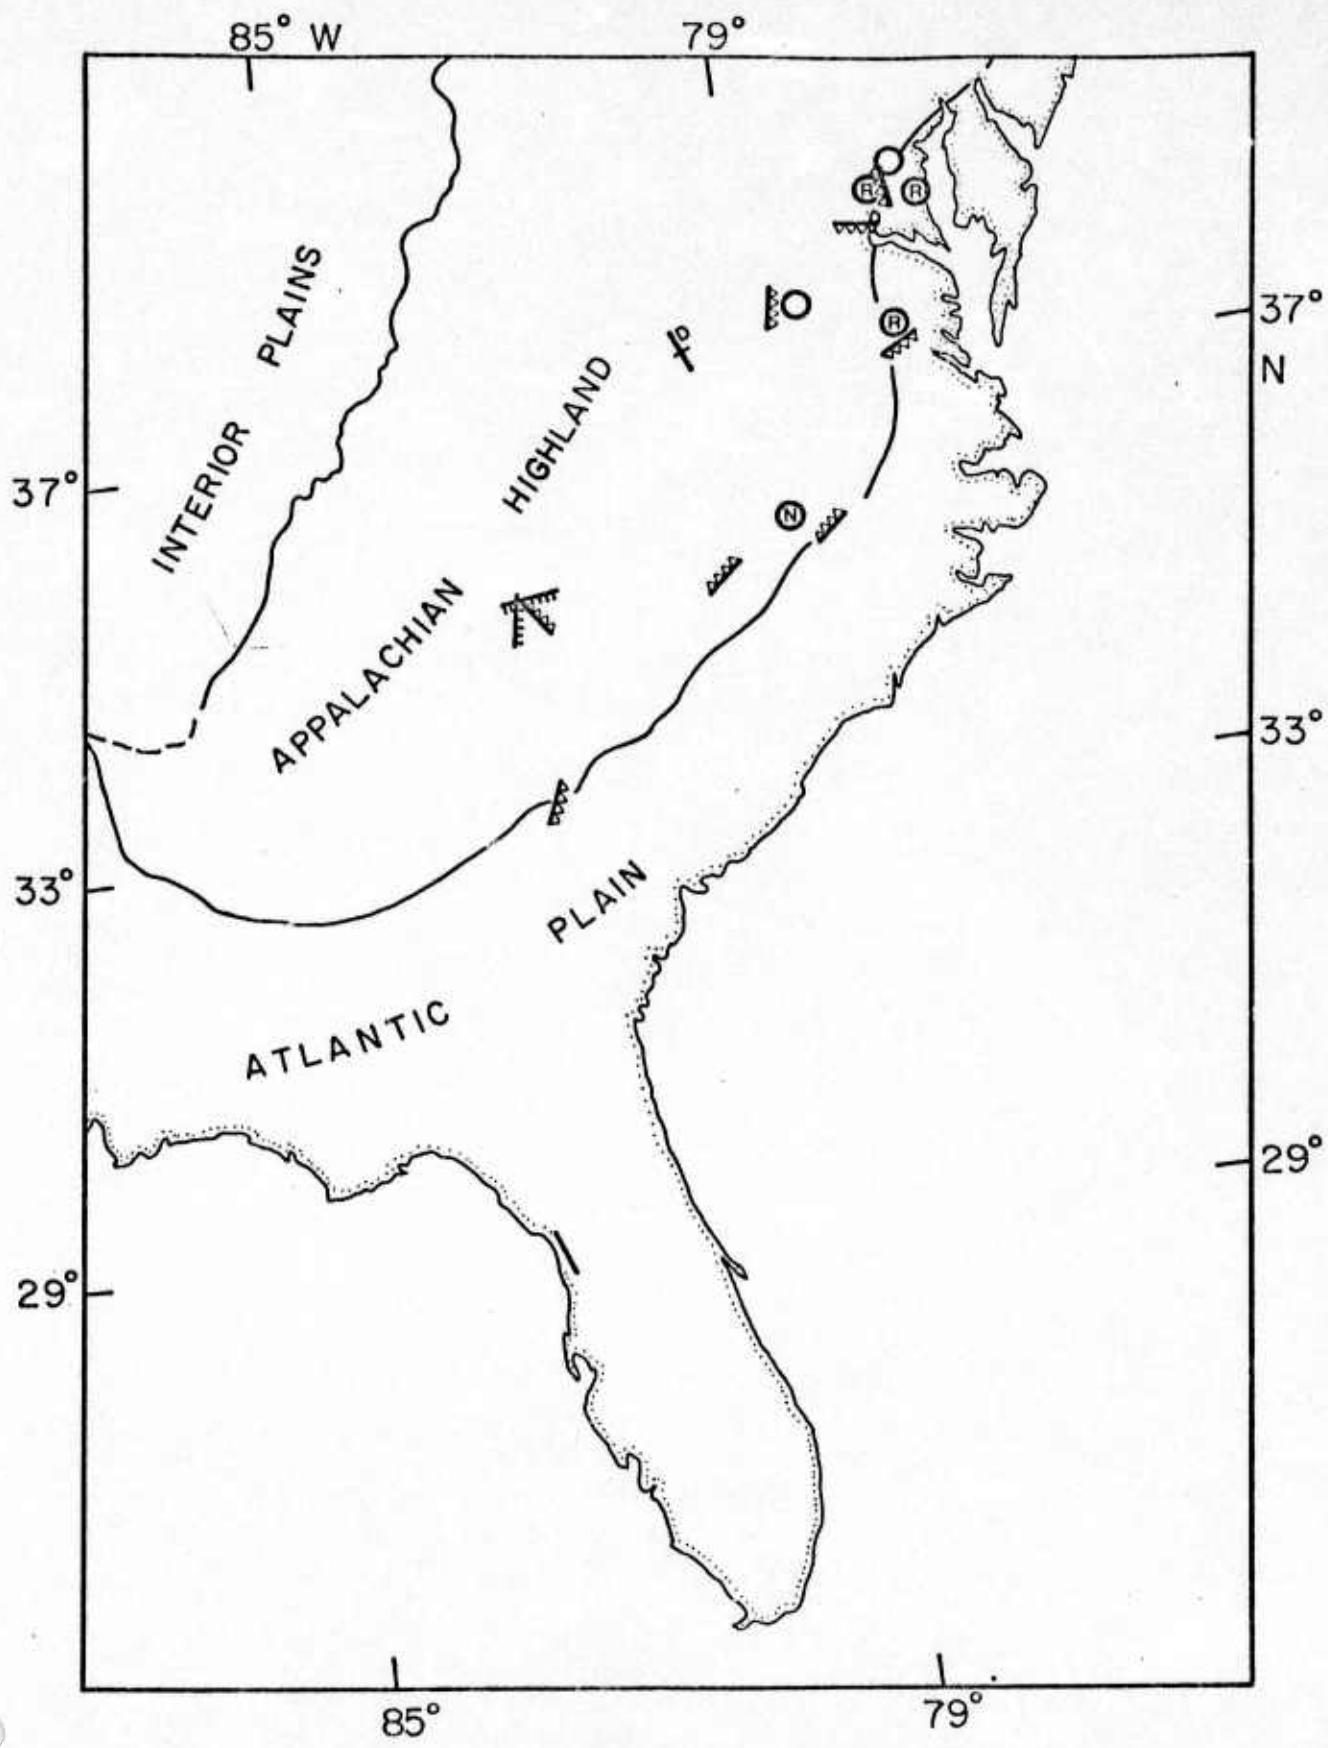 85° W
79°
INTERIOR PLAINS
APPALACHIAN HIGHLAND
ATLANTIC PLAIN
R
R
R
N
37°
N
37°
33°
33°
29°
29°
85°
79°